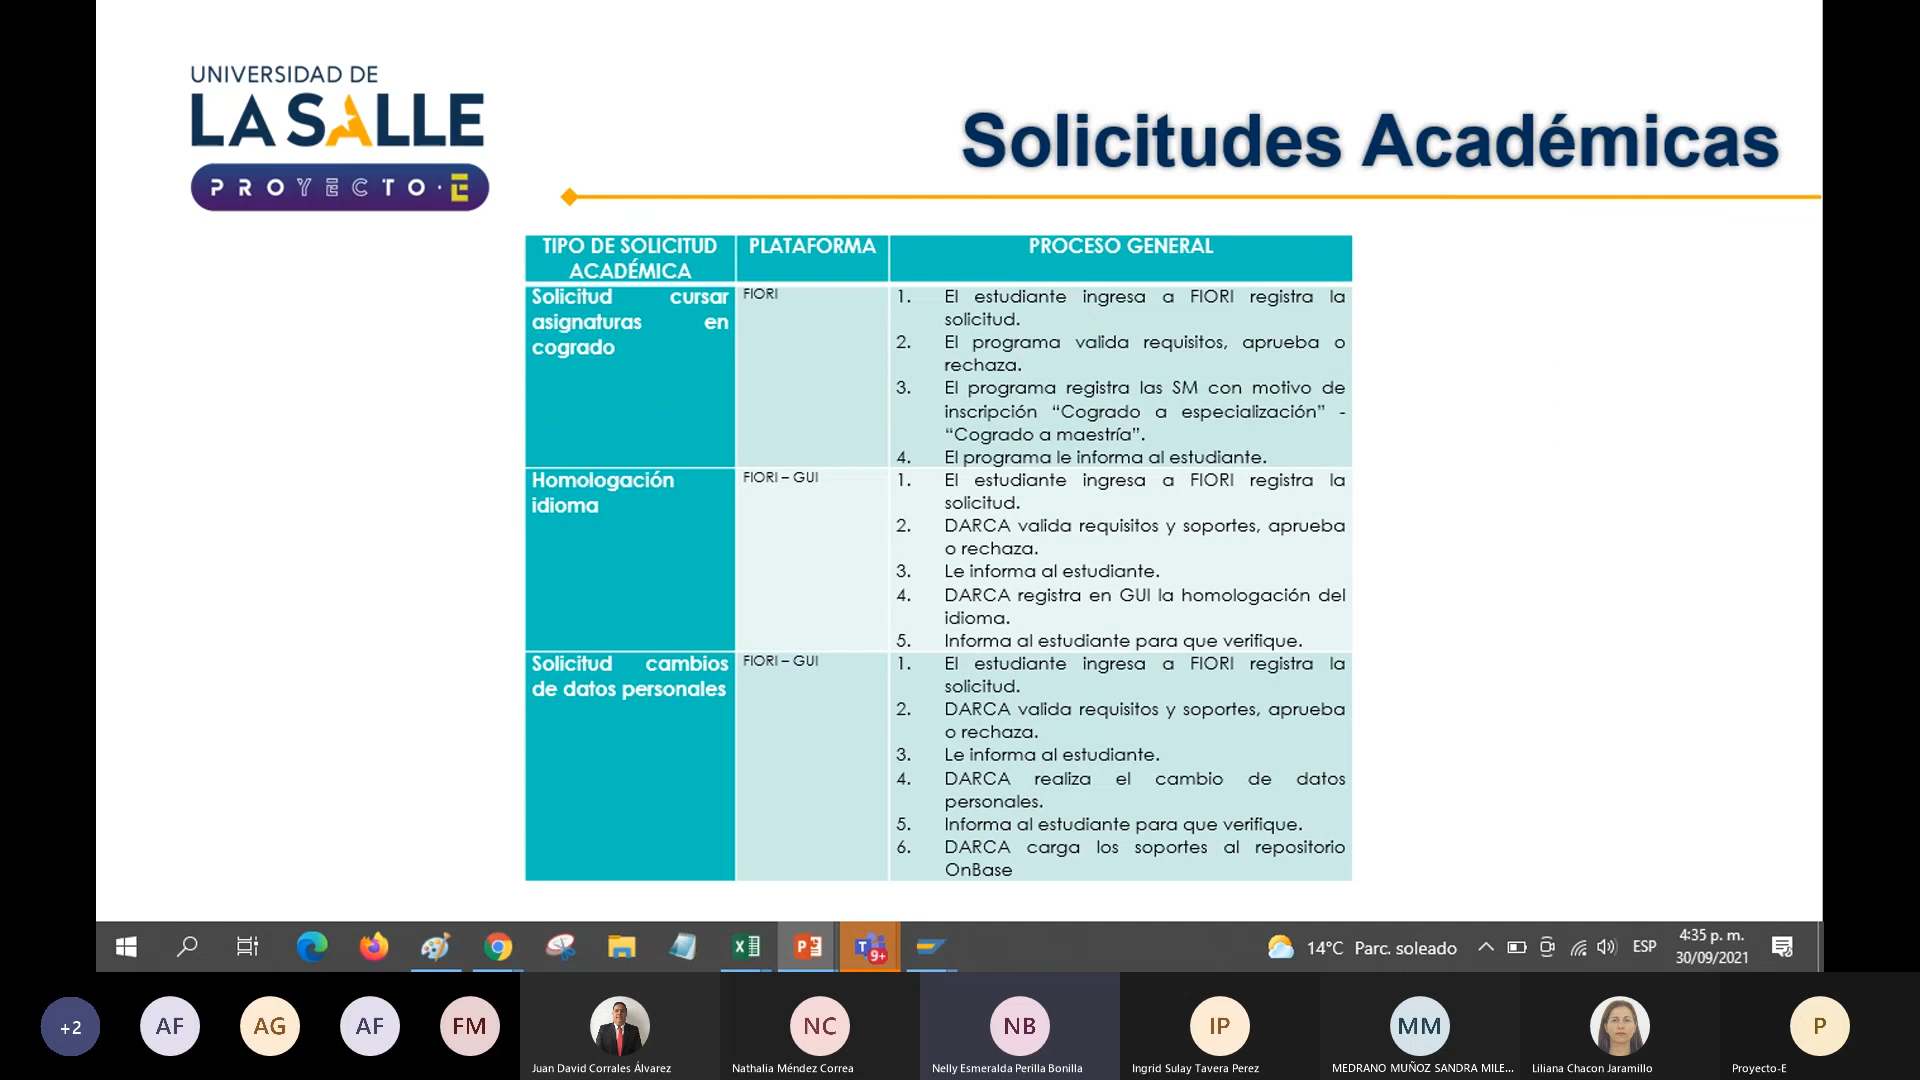 UNIVERSIDAD DE
LA SALLE
PROYECTO·E
Solicitudes Académicas
TIPO DE SOLICITUD
ACADÉMICA
PLATAFORMA
PROCESO GENERAL
Solicitud cursar
asignaturas en
cogrado
FIORI
1. El estudiante ingresa a FIORI registra la
solicitud.
2. El programa valida requisitos, aprueba o
rechaza.
3. El programa registra las SM con motivo de
inscripción “Cogrado a especialización” -
“Cogrado a maestría”.
4. El programa le informa al estudiante.
Homologación
idioma
FIORI – GUI
1. El estudiante ingresa a FIORI registra la
solicitud.
2. DARCA valida requisitos y soportes, aprueba
o rechaza.
3. Le informa al estudiante.
4. DARCA registra en GUI la homologación del
idioma.
5. Informa al estudiante para que verifique.
Solicitud cambios
de datos personales
FIORI – GUI
1. El estudiante ingresa a FIORI registra la
solicitud.
2. DARCA valida requisitos y soportes, aprueba
o rechaza.
3. Le informa al estudiante.
4. DARCA realiza el cambio de datos
personales.
5. Informa al estudiante para que verifique.
6. DARCA carga los soportes al repositorio
OnBase
9+
14°C Parc. soleado
ESP
4:35 p. m.
30/09/2021
+2
AF
AG
AF
FM
NC
NB
IP
MM
P
Juan David Corrales Álvarez
Nathalia Méndez Correa
Nelly Esmeralda Perilla Bonilla
Ingrid Sulay Tavera Perez
MEDRANO MUÑOZ SANDRA MILE...
Liliana Chacon Jaramillo
Proyecto-E